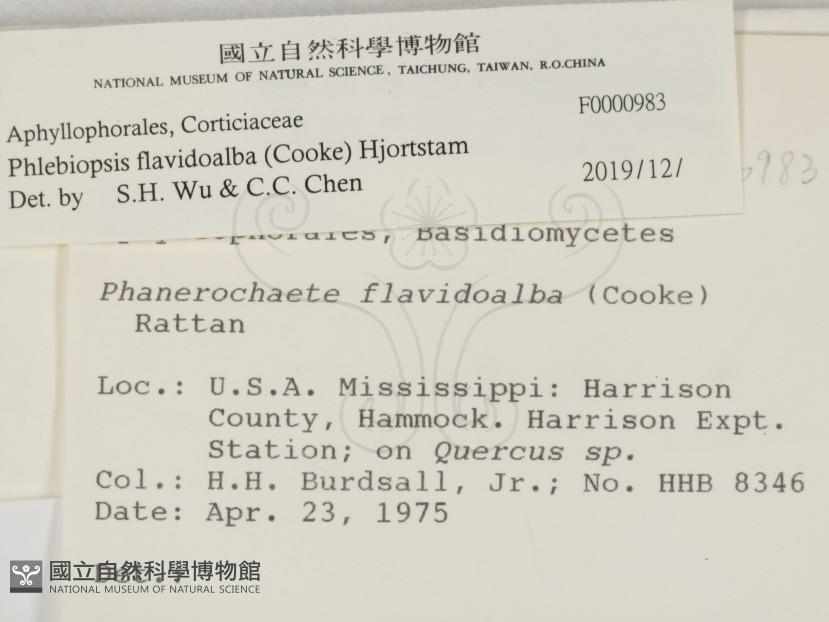 國立自然科學博物館
NATIONAL MUSEUM OF NATURAL SCIENCE, TAICHUNG, TAIWAN, R.O.CHINA
F0000983
Aphyllophorales, Corticiaceae
Phlebiopsis flavidoalba (Cooke) Hjortstam
Det. by S.H. Wu & C.C. Chen 2019/12/
983
Basidiomycetes
Phanerochaete flavidoalba (Cooke)
Rattan
Loc.: U.S.A. Mississippi: Harrison
County, Hammock. Harrison Expt.
Station; on Quercus sp.
Col.: H.H. Burdsall, Jr.; No. HHB 8346
Date: Apr. 23, 1975
國立自然科學博物館
NATIONAL MUSEUM OF NATURAL SCIENCE